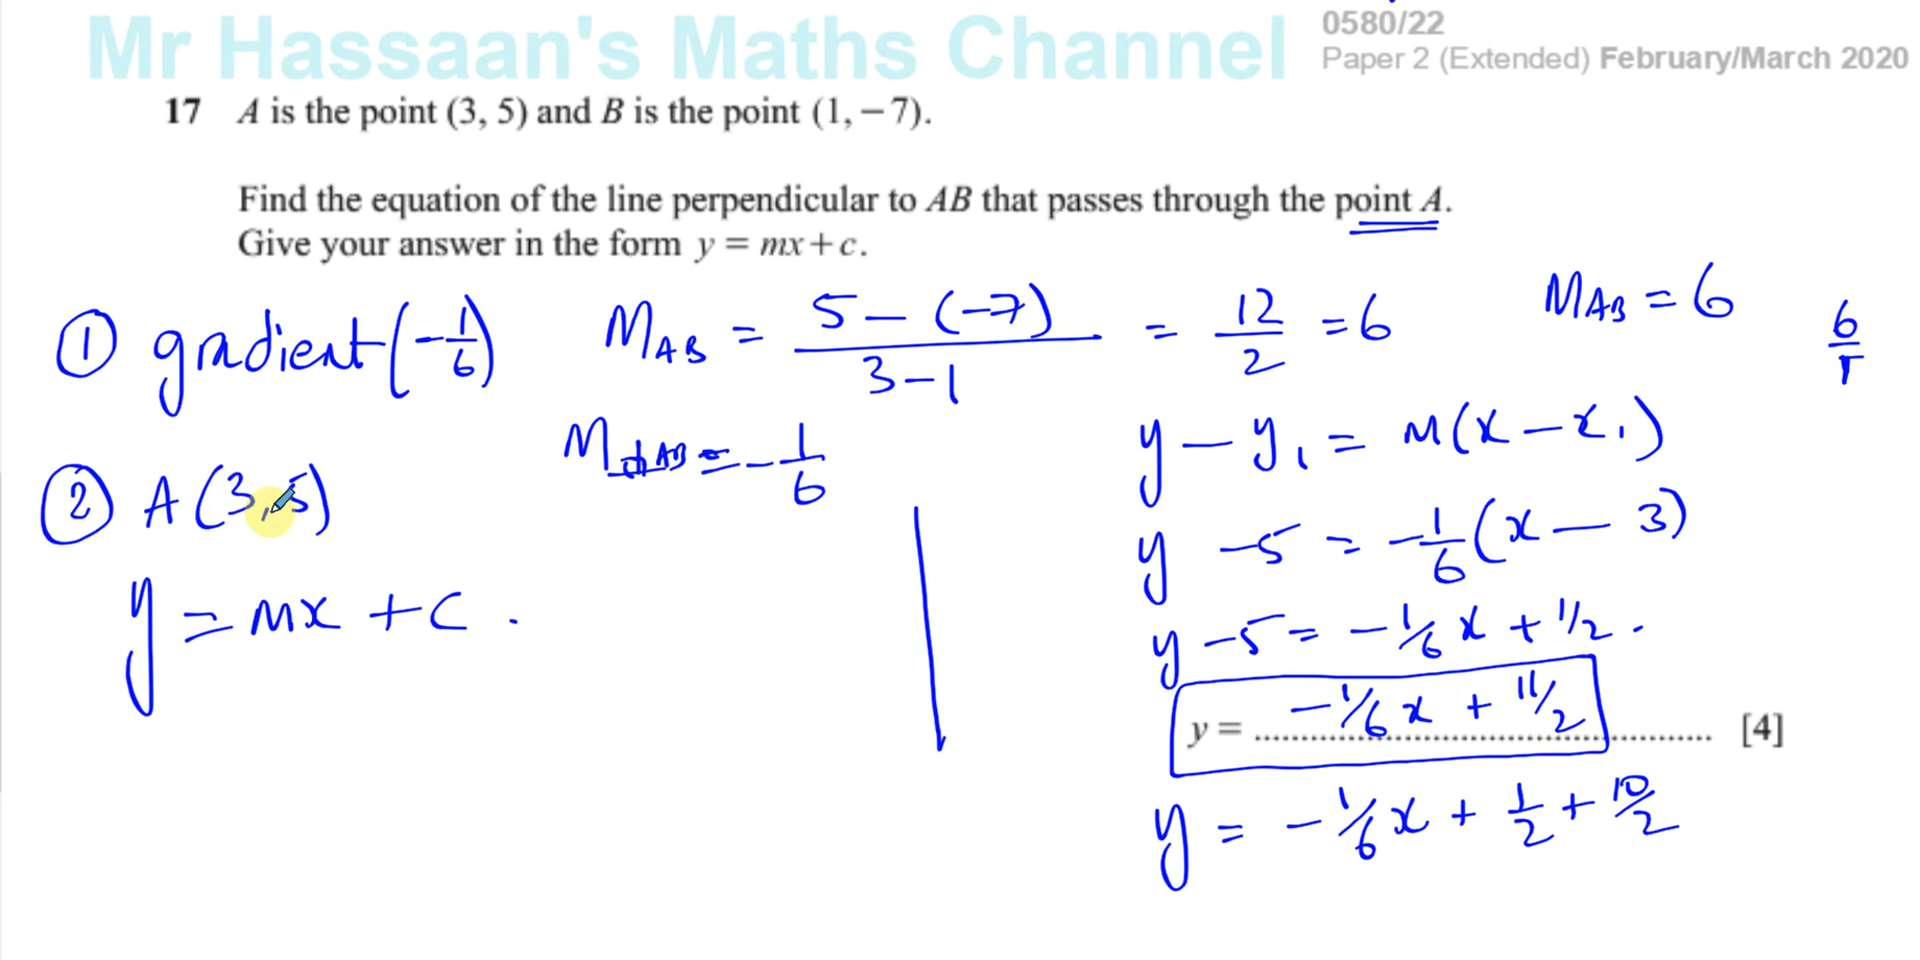 Mr Hassaan's Maths Channel
0580/22
Paper 2 (Extended) February/March 2020
17 A is the point (3, 5) and B is the point (1, −7).
Find the equation of the line perpendicular to AB that passes through the point A.
Give your answer in the form y = mx + c.
① gradient (-1/6)
M_AB = (5 - (-7))/(3 - 1) = 12/2 = 6
M_AB = 6
6/1
M_⊥AB = -1/6
② A (3, 5)
y = mx + c .
y - y₁ = M(x - x₁)
y - 5 = -1/6 (x - 3)
y - 5 = -1/6 x + 1/2 .
y = -1/6 x + 11/2 [4]
y = -1/6 x + 1/2 + 10/2